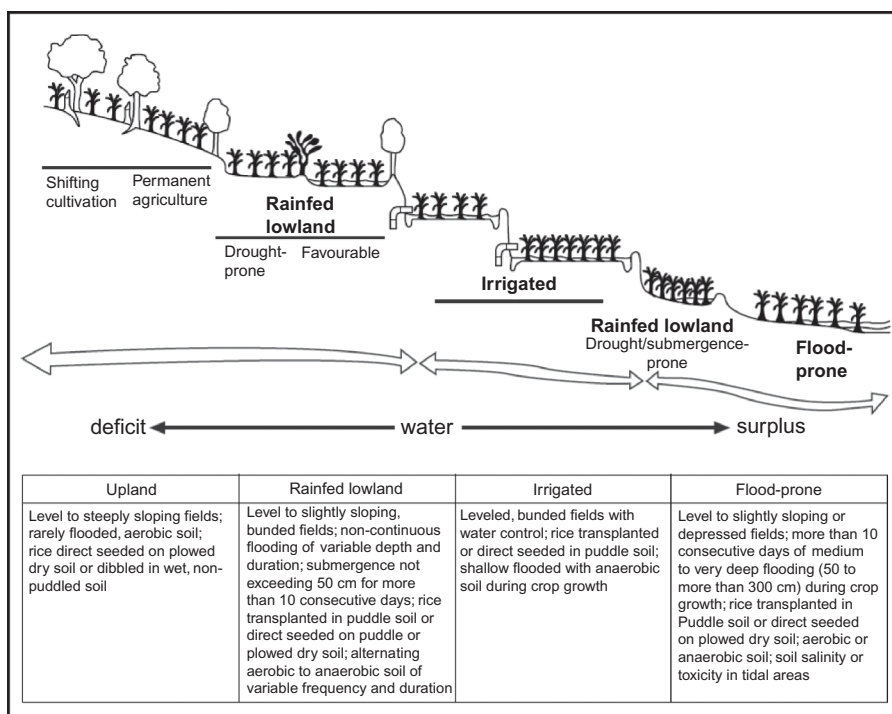 Shifting
cultivation
Permanent
agriculture
Rainfed
lowland
Drought-
prone
Favourable
Irrigated
Rainfed lowland
Drought/submergence-
prone
Flood-
prone
deficit water surplus
Upland
Level to steeply sloping fields;
rarely flooded, aerobic soil;
rice direct seeded on plowed
dry soil or dibbled in wet, non-
puddled soil
Rainfed lowland
Level to slightly sloping,
bunded fields; non-continuous
flooding of variable depth and
duration; submergence not
exceeding 50 cm for more
than 10 consecutive days; rice
transplanted in puddle soil or
direct seeded on puddle or
plowed dry soil; alternating
aerobic to anaerobic soil of
variable frequency and duration
Irrigated
Leveled, bunded fields with
water control; rice transplanted
or direct seeded in puddle soil;
shallow flooded with anaerobic
soil during crop growth
Flood-prone
Level to slightly sloping or
depressed fields; more than 10
consecutive days of medium
to very deep flooding (50 to
more than 300 cm) during crop
growth; rice transplanted in
Puddle soil or direct seeded
on plowed dry soil; aerobic or
anaerobic soil; soil salinity or
toxicity in tidal areas